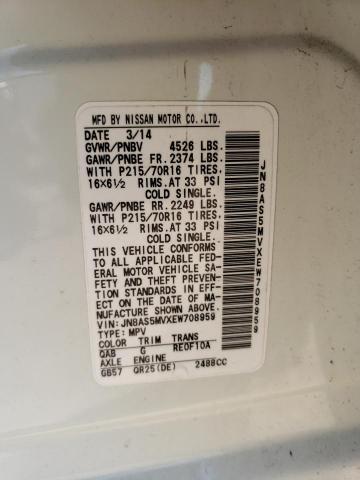 MFD BY NISSAN MOTOR CO.,LTD.
DATE 3/14
GVWR/PNBV 4526 LBS.
GAWR/PNBE FR. 2374 LBS.
WITH P215/70R16 TIRES,
16X6½ RIMS.AT 33 PSI
COLD SINGLE.
GAWR/PNBE RR. 2249 LBS.
WITH P215/70R16 TIRES,
16X6½ RIMS.AT 33 PSI
COLD SINGLE.
THIS VEHICLE CONFORMS
TO ALL APPLICABLE FED-
ERAL MOTOR VEHICLE SA-
FETY AND THEFT PREVEN-
TION STANDARDS IN EFF-
ECT ON THE DATE OF MA-
NUFACTURE SHOWN ABOVE.
VIN:JN8AS5MVXEW708959
TYPE:MPV
COLOR TRIM TRANS
QAB G RE0F10A
AXLE ENGINE
GB57 QR25(DE) 2488CC
JN8AS5MVXEW708959